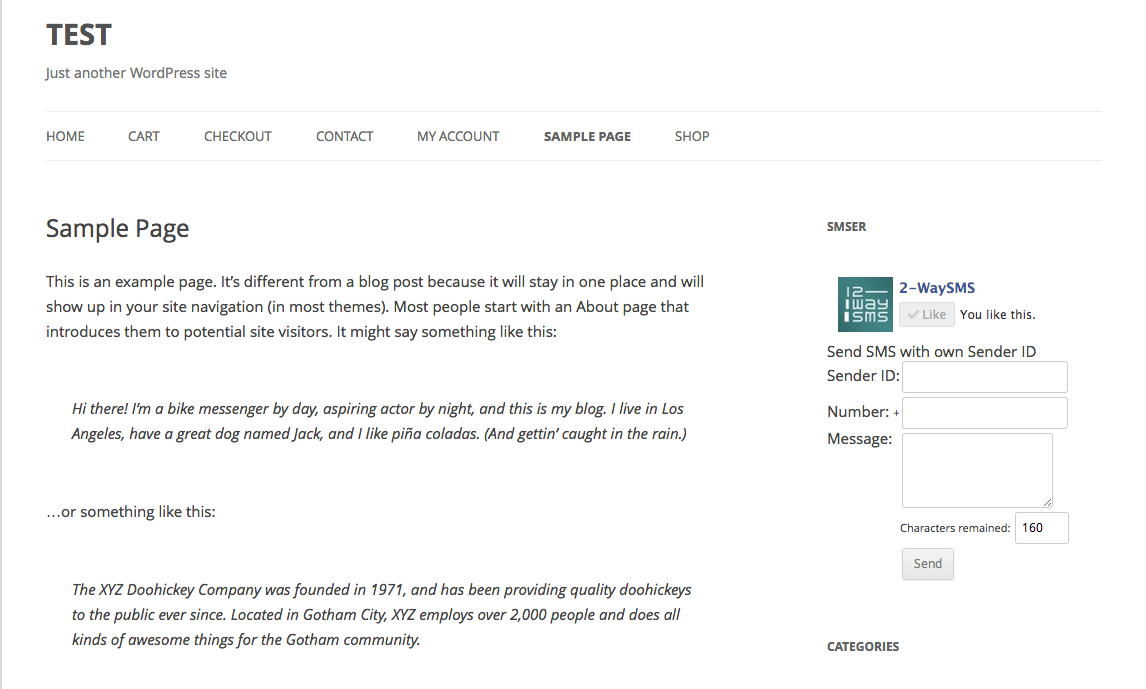 TEST
Just another WordPress site
HOME CART CHECKOUT CONTACT MY ACCOUNT SAMPLE PAGE SHOP
Sample Page
This is an example page. It’s different from a blog post because it will stay in one place and will
show up in your site navigation (in most themes). Most people start with an About page that
introduces them to potential site visitors. It might say something like this:
Hi there! I’m a bike messenger by day, aspiring actor by night, and this is my blog. I live in Los
Angeles, have a great dog named Jack, and I like piña coladas. (And gettin’ caught in the rain.)
…or something like this:
The XYZ Doohickey Company was founded in 1971, and has been providing quality doohickeys
to the public ever since. Located in Gotham City, XYZ employs over 2,000 people and does all
kinds of awesome things for the Gotham community.
SMSER
12
way
sms
2-WaySMS
Like You like this.
Send SMS with own Sender ID
Sender ID:
Number: +
Message:
Characters remained: 160
Send
CATEGORIES